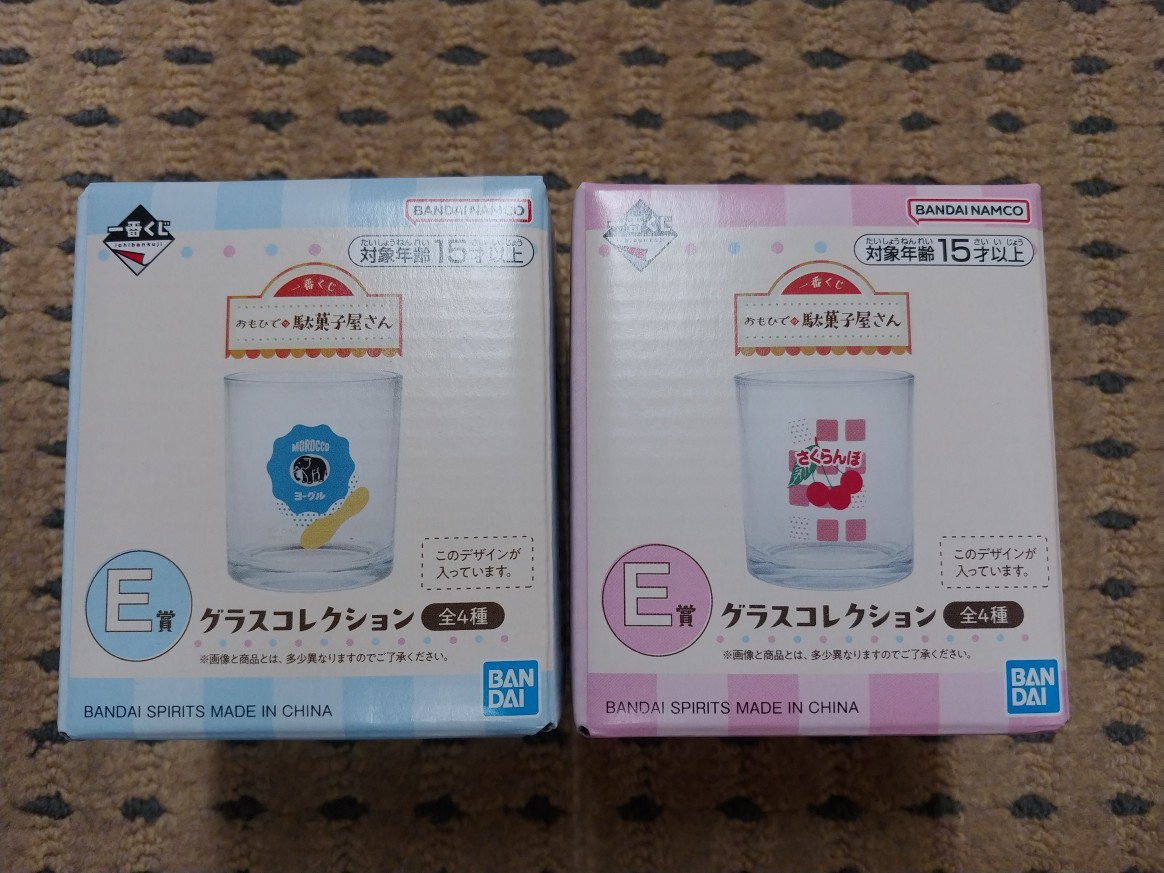 一番くじ
ichibankuji
BANDAI NAMCO
たいしょうねんれい さいいじょう
対象年齢15才以上
一番くじ
おもひでの駄菓子屋さん
MOROCCO
ヨーグル
このデザインが
入っています。
E賞
グラスコレクション 全4種
※画像と商品とは、多少異なりますのでご了承ください。
BANDAI SPIRITS MADE IN CHINA
BAN
DAI
一番くじ
ichibankuji
BANDAI NAMCO
たいしょうねんれい さいいじょう
対象年齢15才以上
一番くじ
おもひでの駄菓子屋さん
さくらんぼ
このデザインが
入っています。
E賞
グラスコレクション 全4種
※画像と商品とは、多少異なりますのでご了承ください。
BANDAI SPIRITS MADE IN CHINA
BAN
DAI